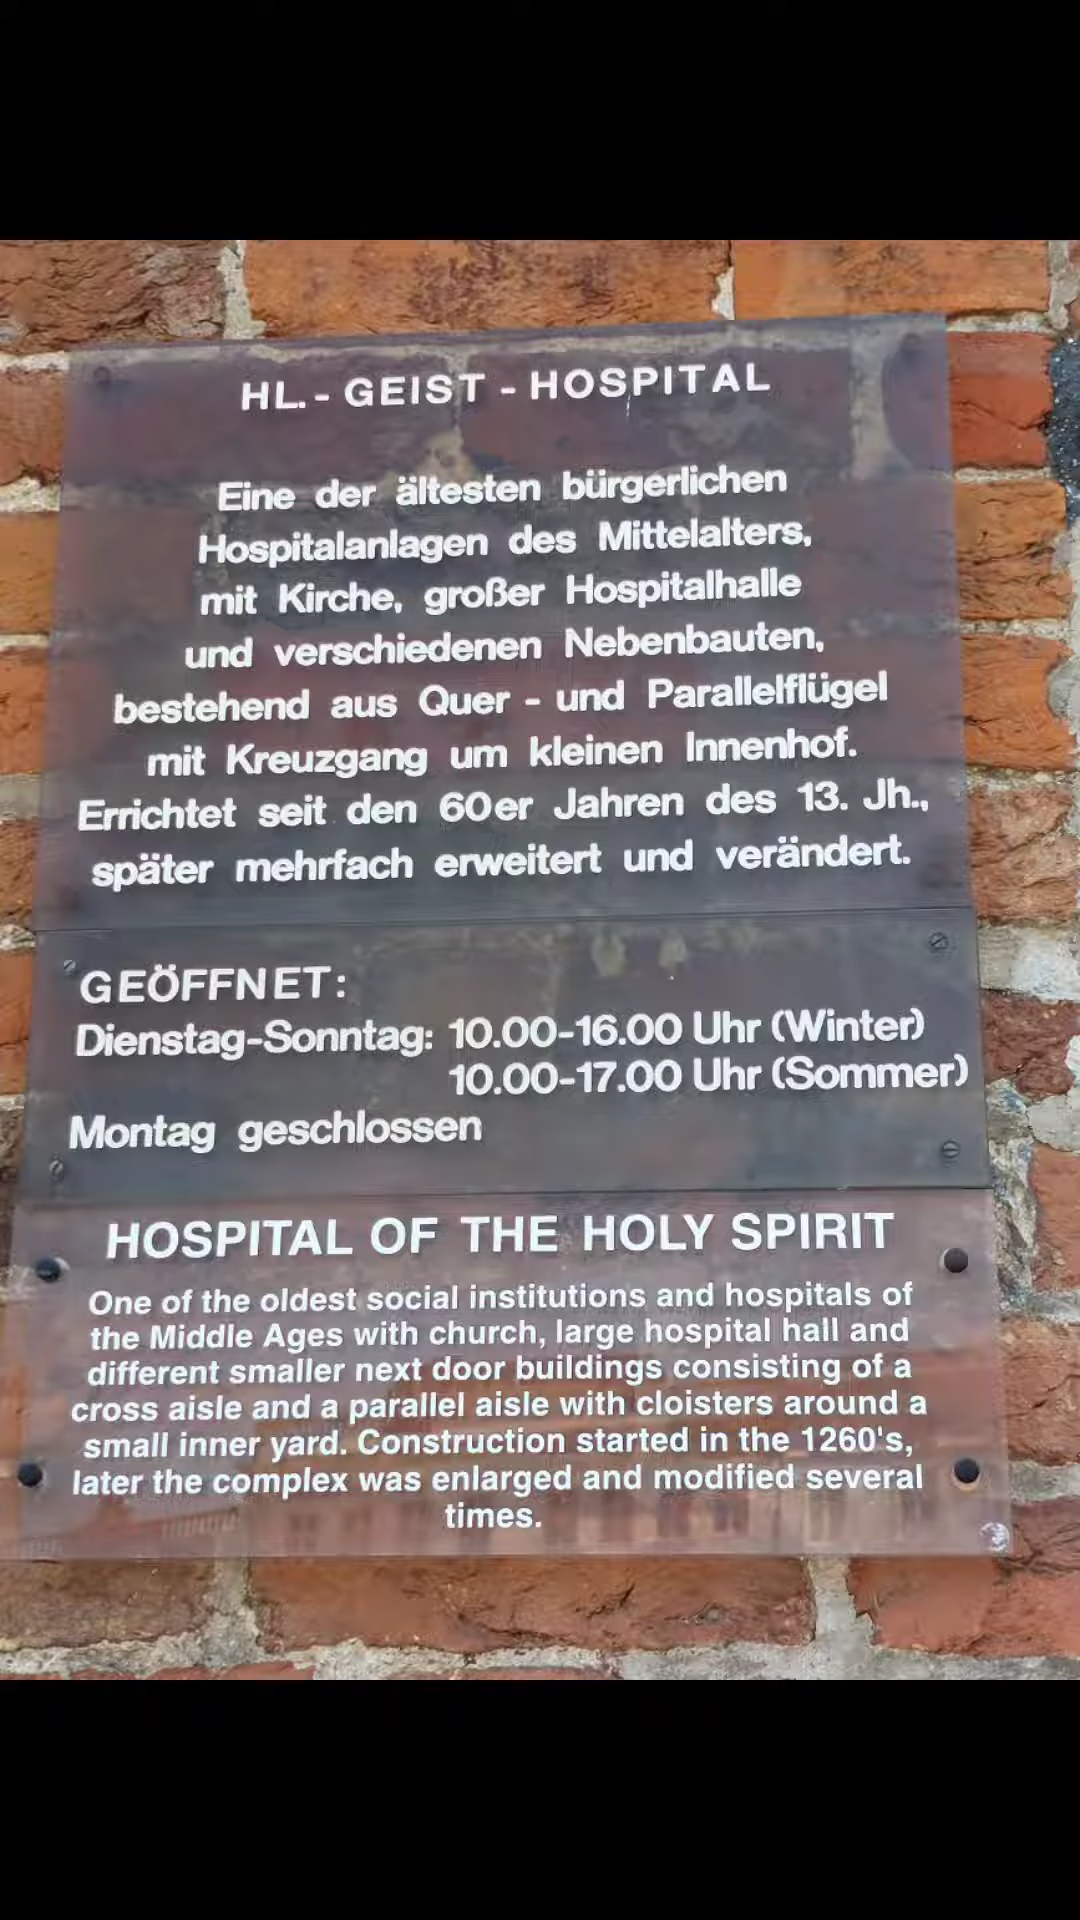 HL.- GEIST - HOSPITAL
Eine der ältesten bürgerlichen
Hospitalanlagen des Mittelalters,
mit Kirche, großer Hospitalhalle
und verschiedenen Nebenbauten,
bestehend aus Quer - und Parallelflügel
mit Kreuzgang um kleinen Innenhof.
Errichtet seit den 60er Jahren des 13. Jh.,
später mehrfach erweitert und verändert.
GEÖFFNET:
Dienstag-Sonntag: 10.00-16.00 Uhr (Winter)
10.00-17.00 Uhr (Sommer)
Montag geschlossen
HOSPITAL OF THE HOLY SPIRIT
One of the oldest social institutions and hospitals of
the Middle Ages with church, large hospital hall and
different smaller next door buildings consisting of a
cross aisle and a parallel aisle with cloisters around a
small inner yard. Construction started in the 1260's,
later the complex was enlarged and modified several
times.